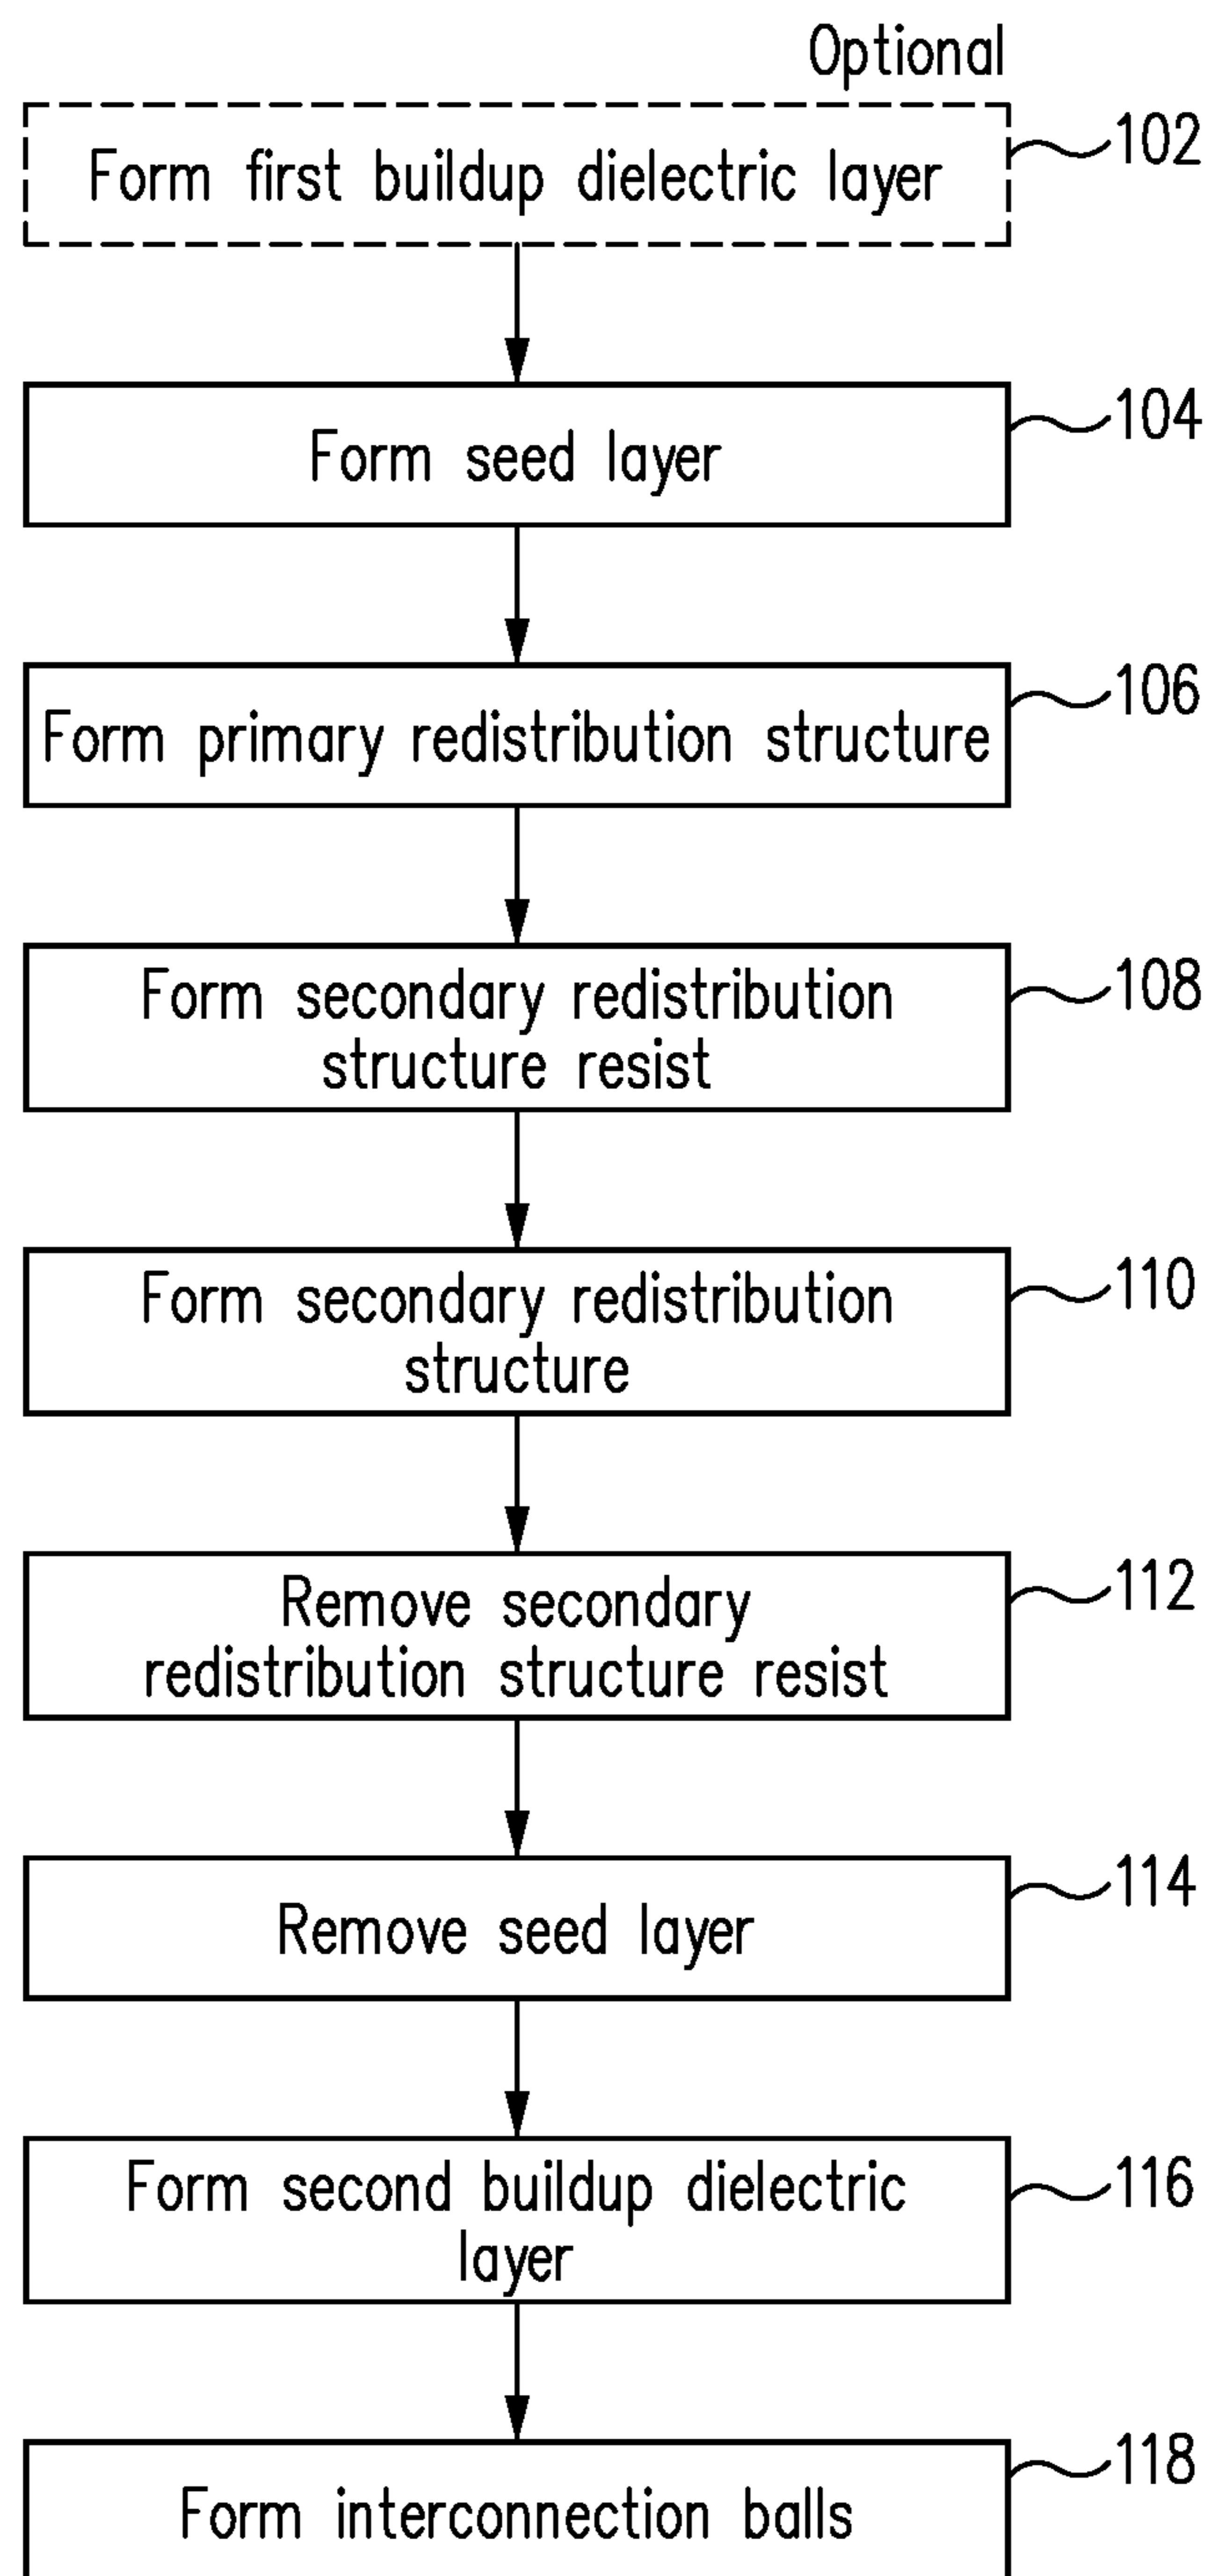 Optional
Form first buildup dielectric layer
102
Form seed layer
104
Form primary redistribution structure
106
Form secondary redistribution
structure resist
108
Form secondary redistribution
structure
110
Remove secondary
redistribution structure resist
112
Remove seed layer
114
Form second buildup dielectric
layer
116
Form interconnection balls
118